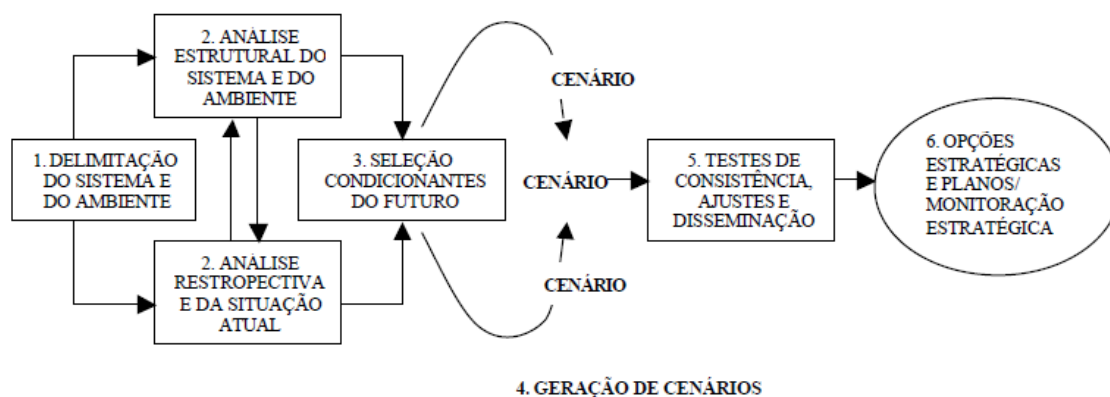 2. ANÁLISE
ESTRUTURAL DO
SISTEMA E DO
AMBIENTE
1. DELIMITAÇÃO
DO SISTEMA E
DO AMBIENTE
2. ANÁLISE
RESTROPECTIVA
E DA SITUAÇÃO
ATUAL
3. SELEÇÃO
CONDICIONANTES
DO FUTURO
CENÁRIO
CENÁRIO
CENÁRIO
5. TESTES DE
CONSISTÊNCIA,
AJUSTES E
DISSEMINAÇÃO
6. OPÇÕES
ESTRATÉGICAS
E PLANOS/
MONITORAÇÃO
ESTRATÉGICA
4. GERAÇÃO DE CENÁRIOS